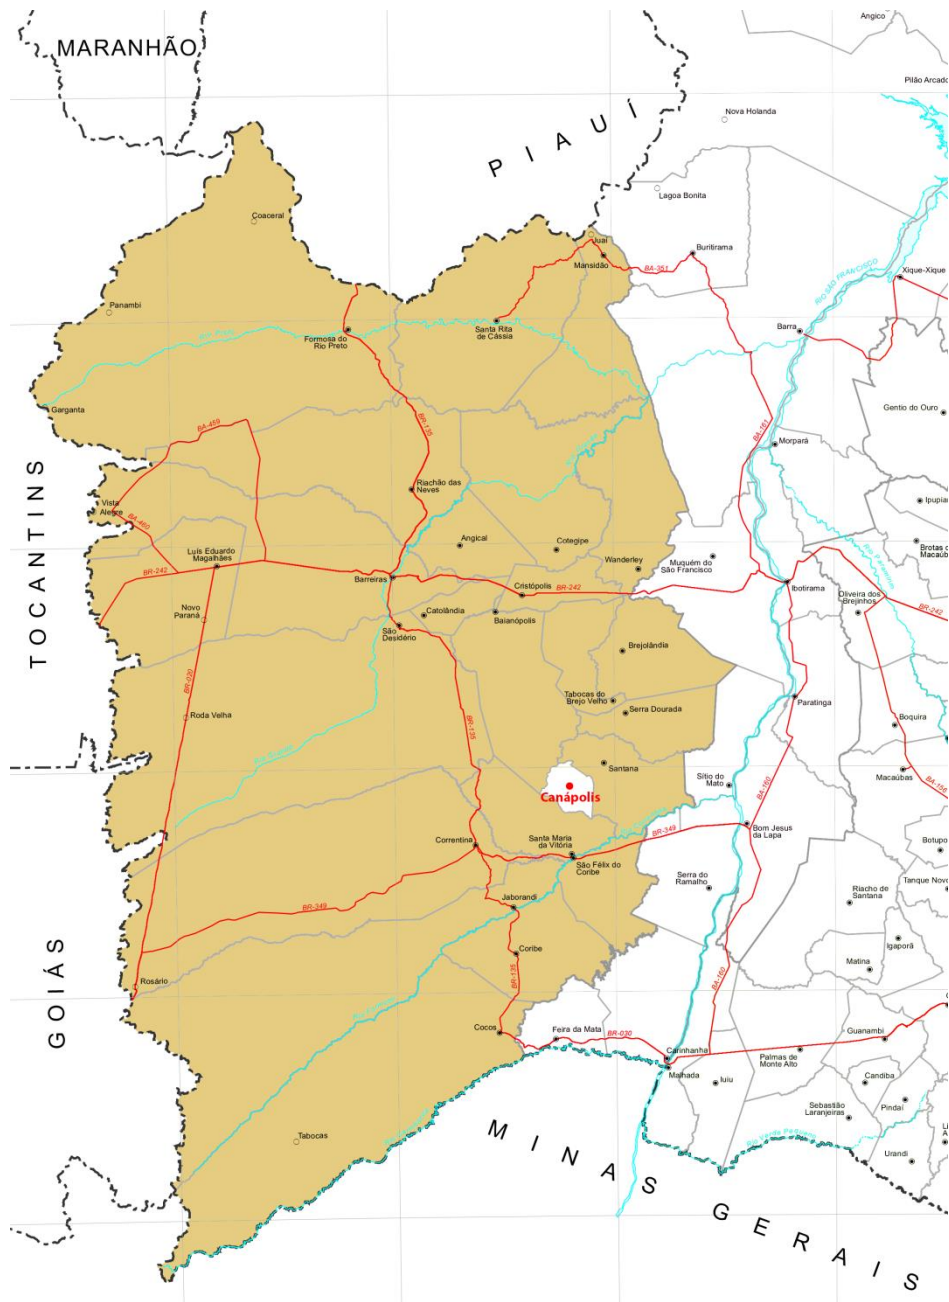 Angico
MARANHÃO
Pilão Arcado
Nova Holanda
PIAUÍ
Lagoa Bonita
Coaceral
Juai
Mansidão
BA-351
Buritirama
RIO SÃO FRANCISCO
Xique-Xique
Panambi
Rio Preto
Formosa do
Rio Preto
Santa Rita
de Cássia
Barra
Garganta
Gentio do Ouro
BA-459
BR-135
BA-161
Morpará
TOCANTINS
Riachão das
Neves
Vista
Alegre
BA-460
Ipupiar
Angical
Cotegipe
Luís Eduardo
Magalhães
Wanderley
Muquém do
São Francisco
Brotas de
Macaúb
BR-242
Barreiras
Cristópolis
BR-242
Ibotirama
Oliveira dos
Brejinhos
BR-242
Novo
Paraná
Catolândia
Baianópolis
São
Desidério
Brejolândia
BR-020
Tabocas do
Brejo Velho
Serra Dourada
Paratinga
Roda Velha
BR-135
Boquira
Santana
Sítio do
Mato
Macaúbas
BA-156
Canápolis
BA-160
Bom Jesus
da Lapa
Correntina
Santa Maria
da Vitória
BR-349
São Félix do
Coribe
Botupo
Serra do
Ramalho
Riacho de
Santana
Tanque Novo
Jaborandi
BR-349
GOIÁS
Coribe
Igaporã
Matina
BR-135
BA-160
Rosário
Cocos
Feira da Mata
BR-030
Guanambi
Carinhanha
Malhada
Palmas de
Monte Alto
Iuiu
Candiba
Pindaí
Sebastião
Laranjeiras
Tabocas
MINAS GERAIS
Urandi